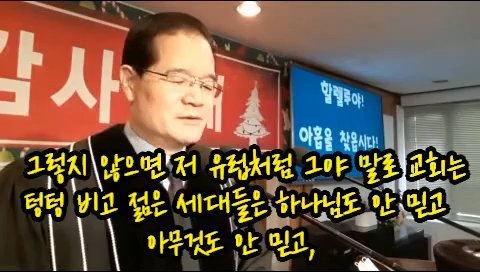 감사
할렐루야!
아홉을 찾읍시다!
그렇지 않으면 저 유럽처럼 그야 말로 교회는
텅텅 비고 젊은 세대들은 하나님도 안 믿고
아무것도 안 믿고,